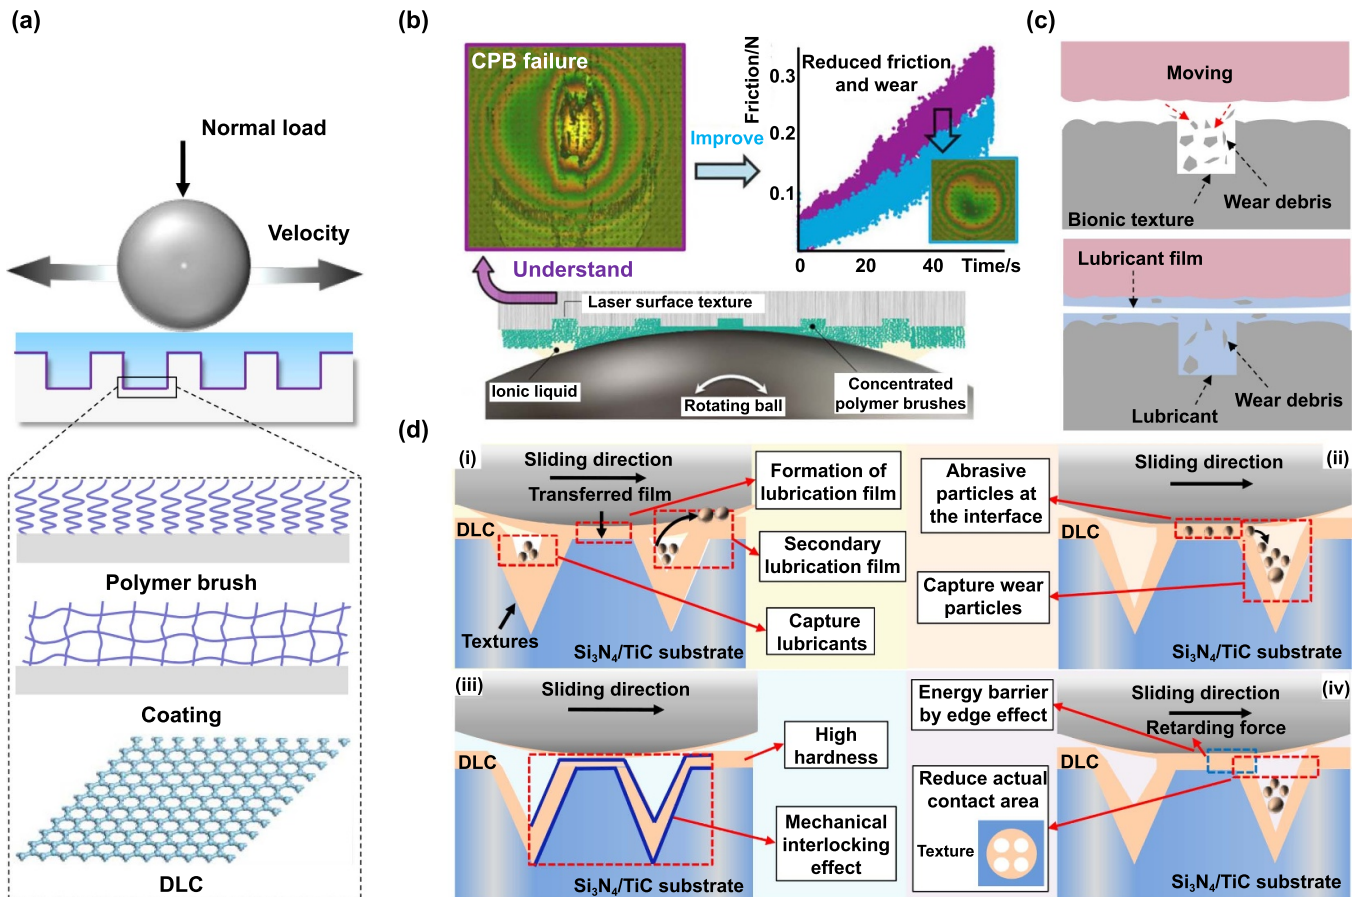 (a)
Normal load
Velocity
Polymer brush
Coating
DLC
(b)
CPB failure
Improve
Understand
Friction/N
0.3
0.2
0.1
Reduced friction
and wear
0
20
40
Time/s
Laser surface texture
Ionic liquid
Rotating ball
Concentrated
polymer brushes
(c)
Moving
Bionic texture
Wear debris
Lubricant film
Lubricant
Wear debris
(d)
(i)
Sliding direction
Transferred film
DLC
Textures
Si₃N₄/TiC substrate
Formation of
lubrication film
Secondary
lubrication film
Capture
lubricants
(ii)
Sliding direction
Abrasive
particles at
the interface
DLC
Capture wear
particles
Si₃N₄/TiC substrate
(iii)
Sliding direction
DLC
High
hardness
Mechanical
interlocking
effect
Si₃N₄/TiC substrate
(iv)
Energy barrier
by edge effect
Sliding direction
Retarding force
DLC
Reduce actual
contact area
Texture
Si₃N₄/TiC substrate